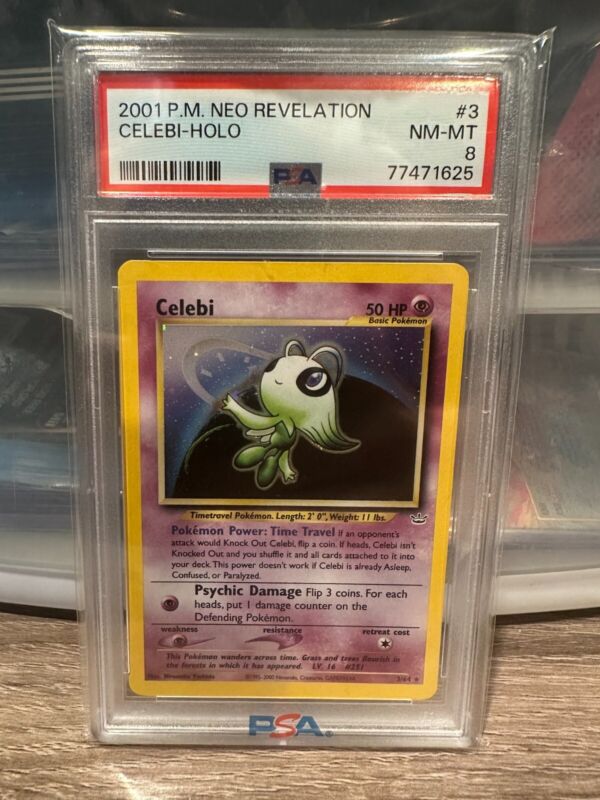 2001 P.M. NEO REVELATION #3
CELEBI-HOLO NM-MT
8
PSA 77471625
Celebi 50 HP
Basic Pokémon
Timetravel Pokémon. Length: 2' 0", Weight: 11 lbs.
Pokémon Power: Time Travel If an opponent's
attack would Knock Out Celebi, flip a coin. If heads, Celebi isn't
Knocked Out and you shuffle it and all cards attached to it into
your deck. This power doesn't work if Celebi is already Asleep,
Confused, or Paralyzed.
Psychic Damage Flip 3 coins. For each
heads, put 1 damage counter on the
Defending Pokémon.
weakness resistance retreat cost
This Pokémon wanders across time. Grass and trees flourish in
the forests in which it has appeared. LV. 16 #251
3/64
PSA